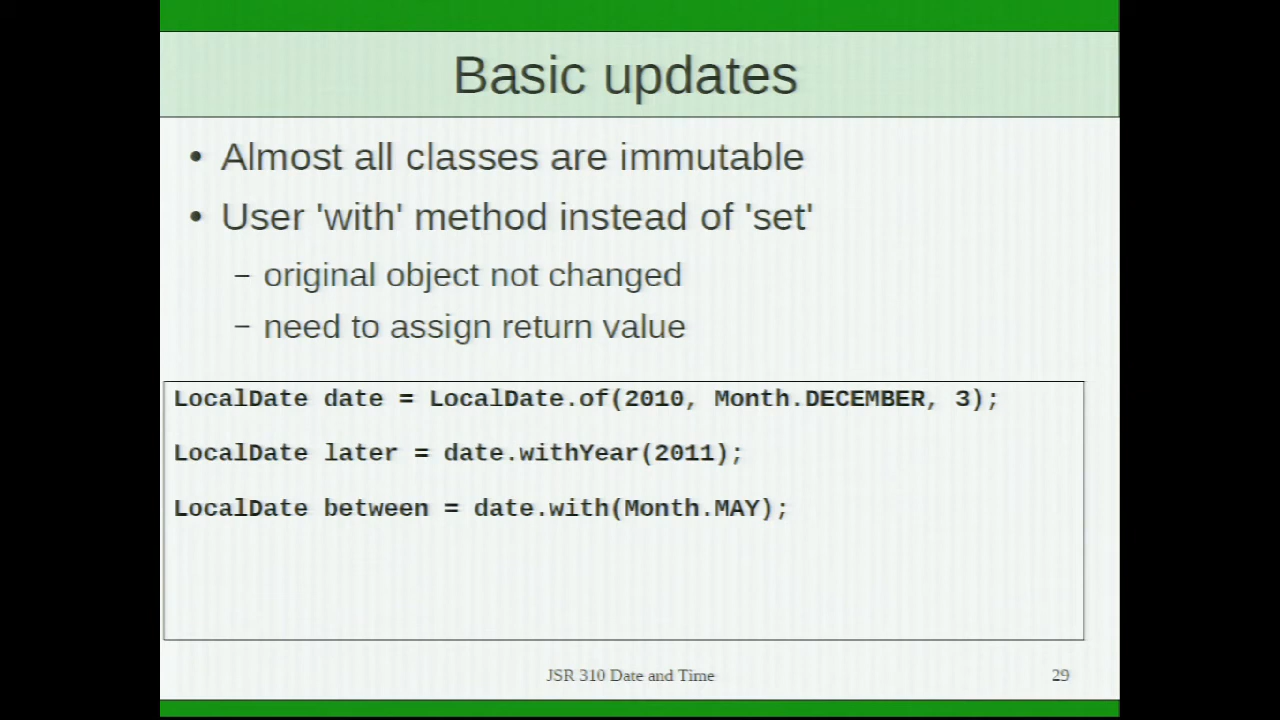 Basic updates
• Almost all classes are immutable
• User 'with' method instead of 'set'
– original object not changed
– need to assign return value
LocalDate date = LocalDate.of(2010, Month.DECEMBER, 3);
LocalDate later = date.withYear(2011);
LocalDate between = date.with(Month.MAY);
JSR 310 Date and Time
29